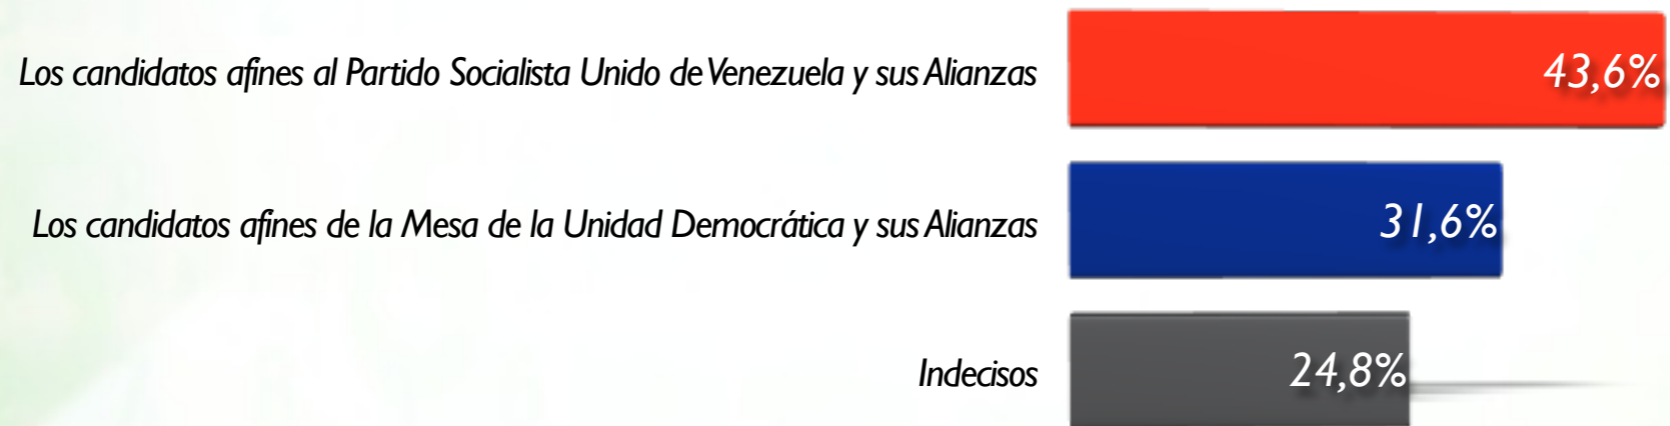 Los candidatos afines al Partido Socialista Unido de Venezuela y sus Alianzas 43,6%
Los candidatos afines de la Mesa de la Unidad Democrática y sus Alianzas 31,6%
Indecisos 24,8%